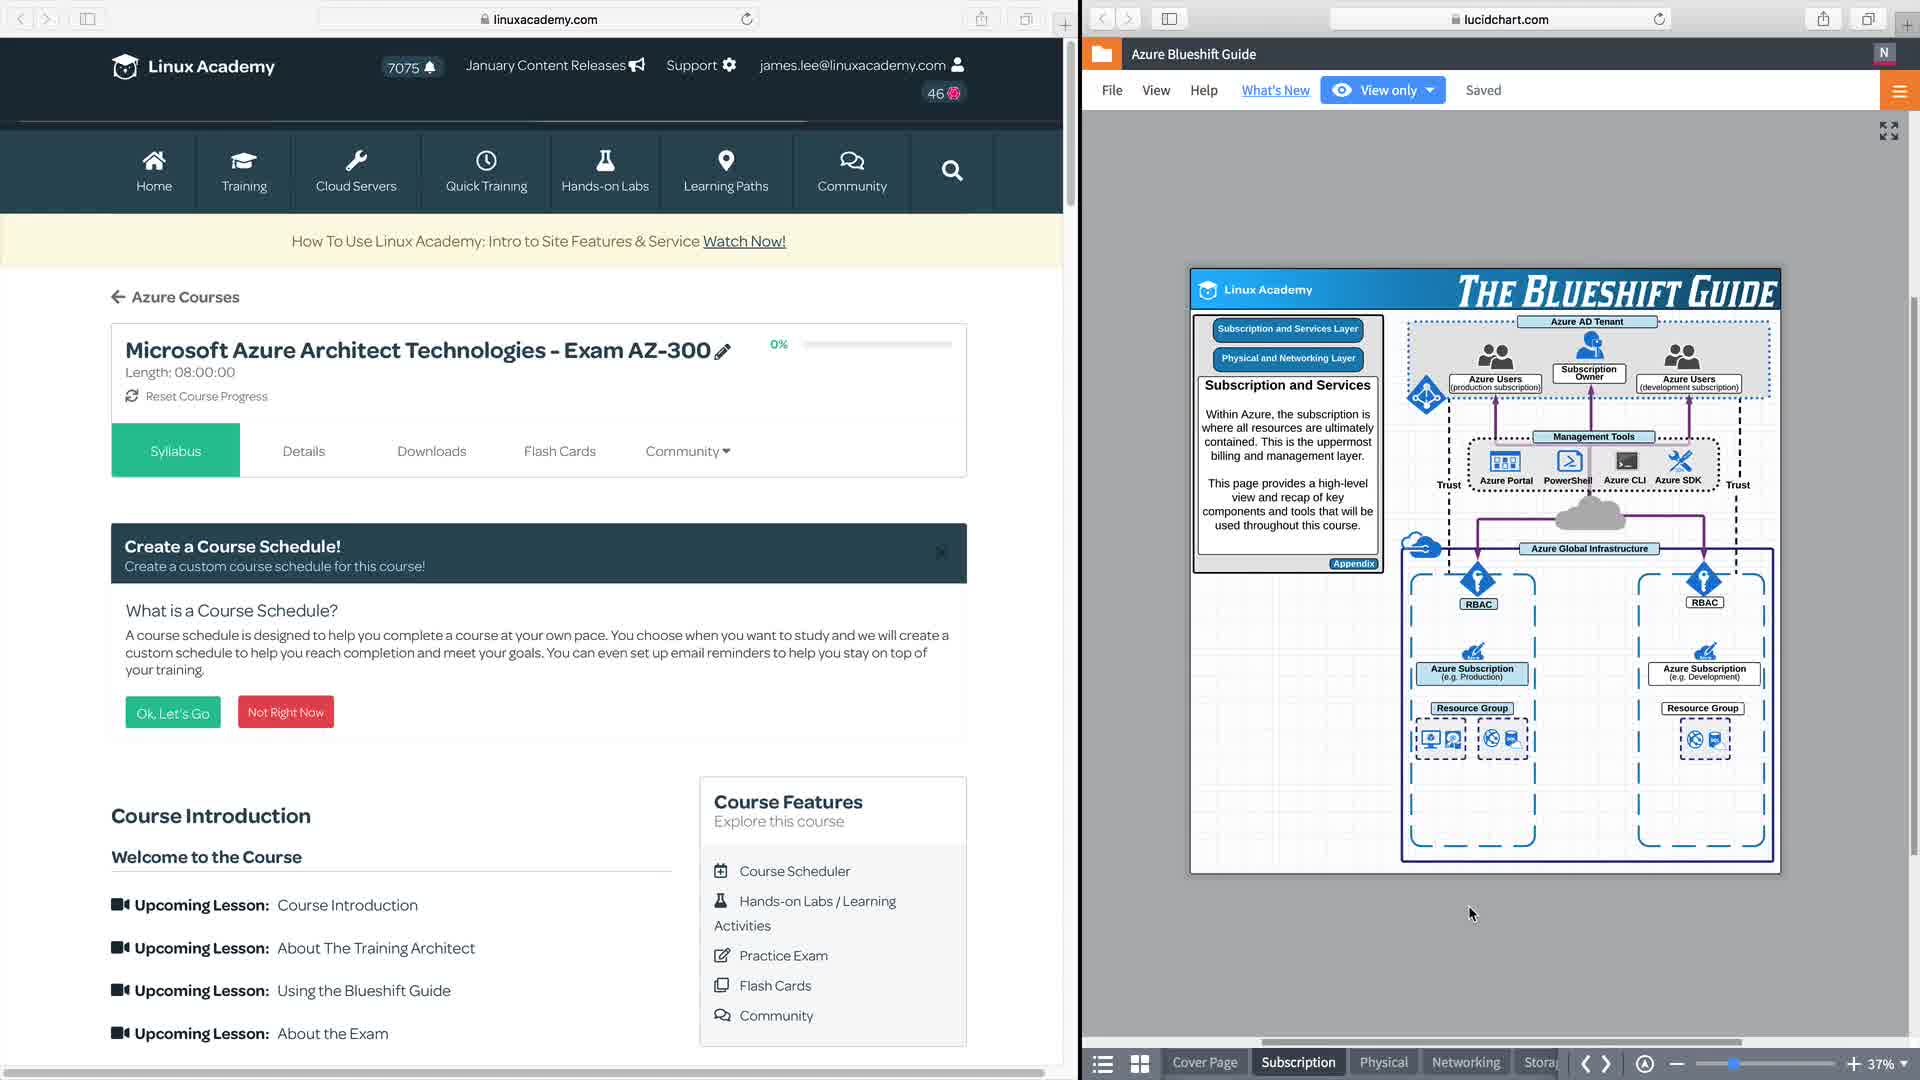 linuxacademy.com
Linux Academy
7075
January Content Releases
Support
james.lee@linuxacademy.com
46
Home
Training
Cloud Servers
Quick Training
Hands-on Labs
Learning Paths
Community
How To Use Linux Academy: Intro to Site Features & Service Watch Now!
Azure Courses
Microsoft Azure Architect Technologies - Exam AZ-300
0%
Length: 08:00:00
Reset Course Progress
Syllabus
Details
Downloads
Flash Cards
Community
Create a Course Schedule!
Create a custom course schedule for this course!
What is a Course Schedule?
A course schedule is designed to help you complete a course at your own pace. You choose when you want to study and we will create a
custom schedule to help you reach completion and meet your goals. You can even set up email reminders to help you stay on top of
your training.
Ok, Let's Go
Not Right Now
Course Introduction
Welcome to the Course
Upcoming Lesson: Course Introduction
Upcoming Lesson: About The Training Architect
Upcoming Lesson: Using the Blueshift Guide
Upcoming Lesson: About the Exam
Course Features
Explore this course
Course Scheduler
Hands-on Labs / Learning
Activities
Practice Exam
Flash Cards
Community
lucidchart.com
Azure Blueshift Guide
N
File
View
Help
What's New
View only
Saved
Linux Academy
THE BLUESHIFT GUIDE
Subscription and Services Layer
Physical and Networking Layer
Subscription and Services
Within Azure, the subscription is
where all resources are ultimately
contained. This is the uppermost
billing and management layer.
This page provides a high-level
view and recap of key
components and tools that will be
used throughout this course.
Appendix
Azure AD Tenant
Azure Users
(production subscription)
Subscription
Owner
Azure Users
(development subscription)
Management Tools
Azure Portal
PowerShell
Azure CLI
Azure SDK
Trust
Trust
Azure Global Infrastructure
RBAC
RBAC
Azure Subscription
(e.g. Production)
Azure Subscription
(e.g. Development)
Resource Group
Resource Group
Cover Page
Subscription
Physical
Networking
Storag
37%